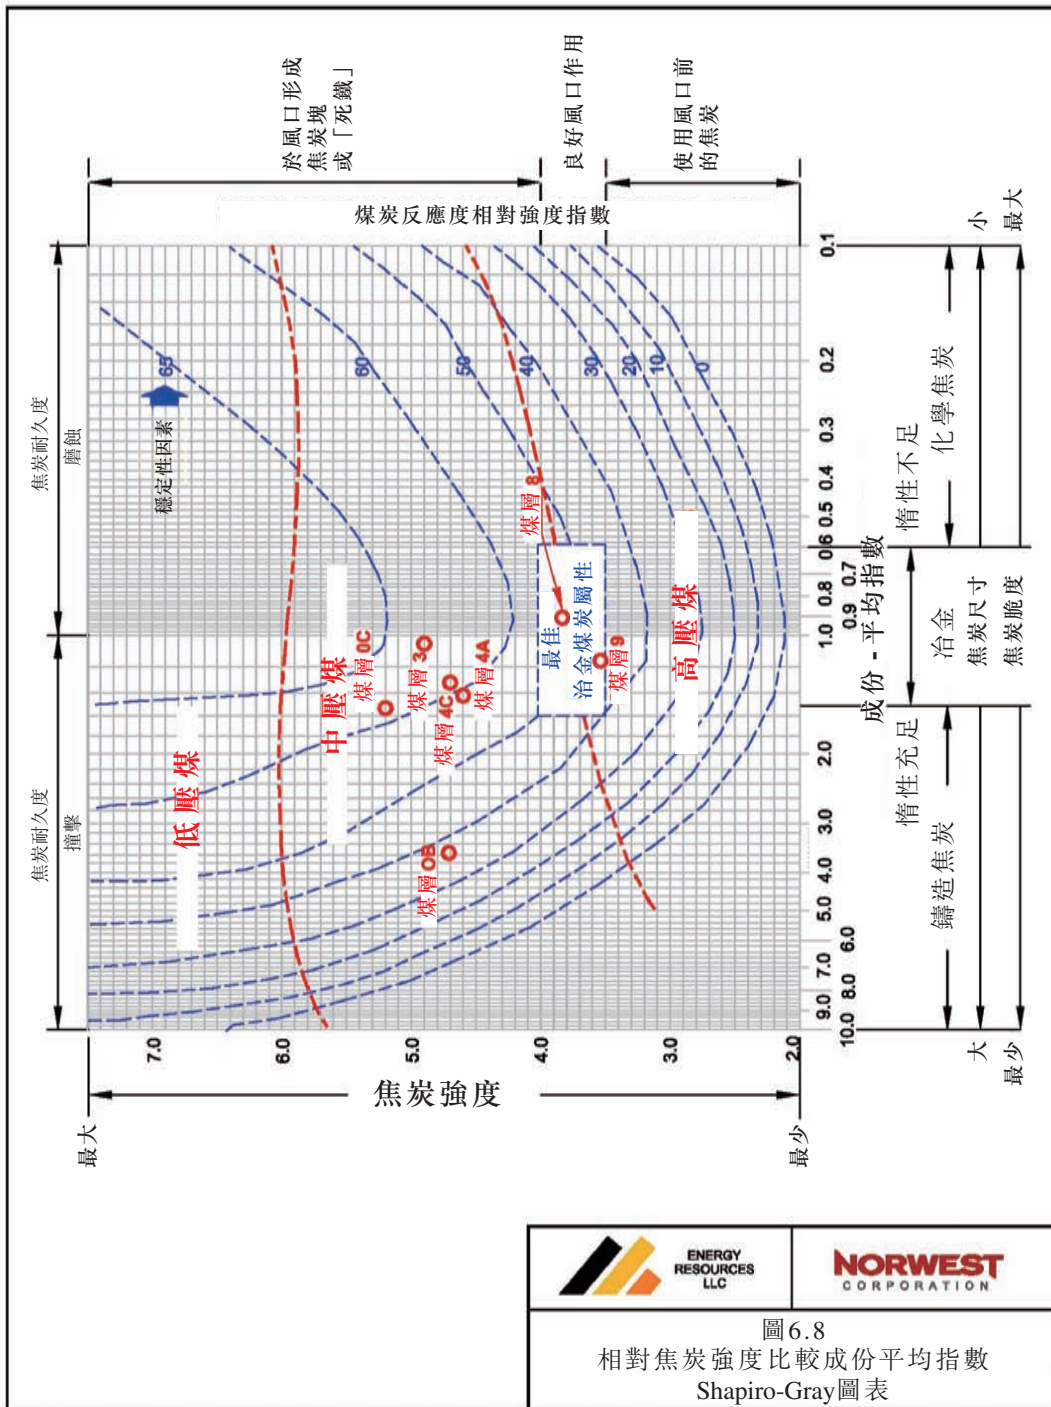 於風口形成
焦炭塊
或「死鐵」
良好風口作用
使用風口前
的焦炭
煤炭反應度相對強度指數
焦炭耐久度
磨蝕
焦炭耐久度
撞擊
穩定性因素
65
60
50
40
30
20
10
0
低壓煤
中壓煤
高壓煤
煤層 0C
煤層 3
煤層 4A
煤層 4C
煤層 0B
煤層 8
煤層 9
最佳
冶金煤炭屬性
7.0
6.0
5.0
4.0
3.0
2.0
焦炭強度
最大
最少
0.1
0.2
0.3
0.4
0.5
0.6
0.7
0.8
0.9
1.0
2.0
3.0
4.0
5.0
6.0
7.0
8.0
9.0
10.0
成份 - 平均指數
惰性不足
化學焦炭
冶金
惰性充足
鑄造焦炭
小
焦炭尺寸
大
最大
焦炭脆度
最少
ENERGY
RESOURCES
LLC
NORWEST
CORPORATION
圖6.8
相對焦炭強度比較成份平均指數
Shapiro-Gray圖表